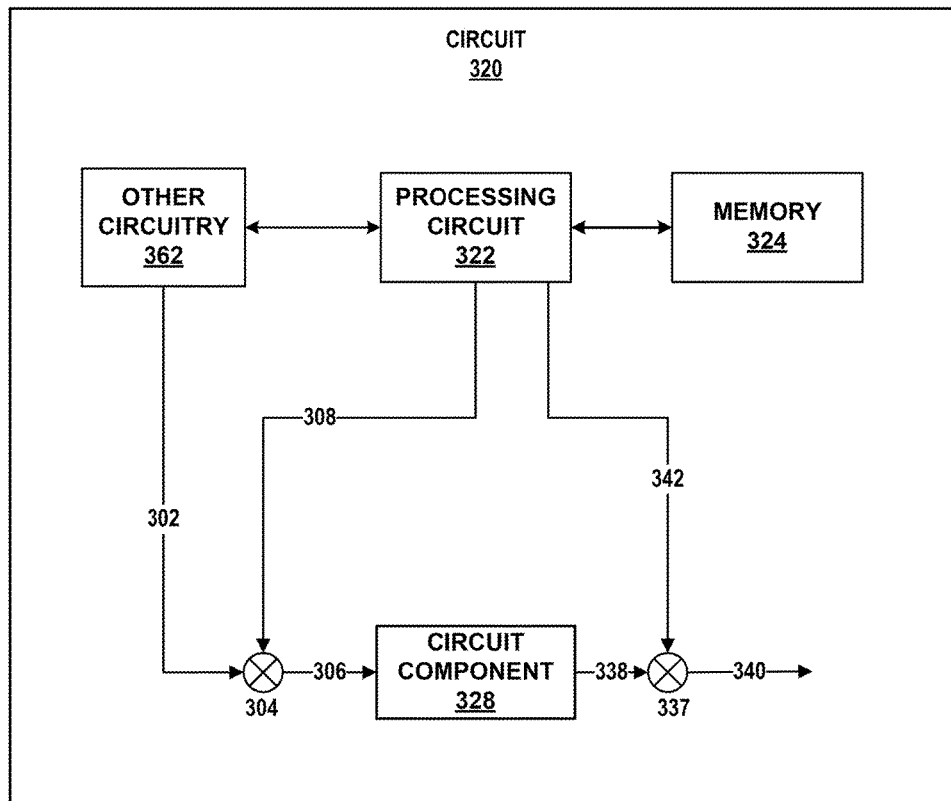 CIRCUIT
320
OTHER
CIRCUITRY
362
PROCESSING
CIRCUIT
322
MEMORY
324
308
342
302
CIRCUIT
COMPONENT
328
306
338
340
304
337